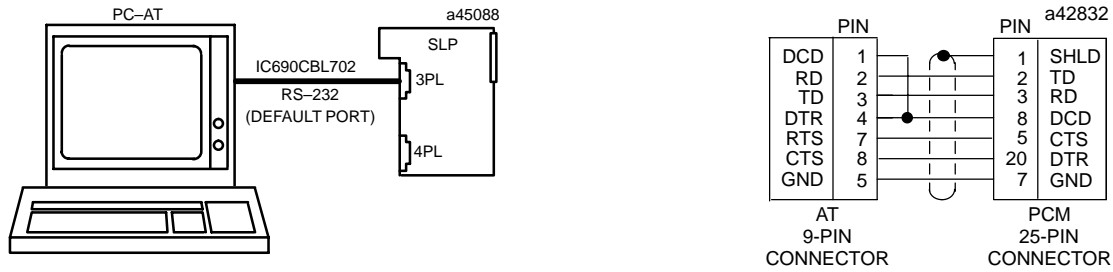 PC–AT
a45088
SLP
IC690CBL702
3PL
RS–232
(DEFAULT PORT)
4PL
a42832
PIN PIN
DCD 1 1 SHLD
RD 2 2 TD
TD 3 3 RD
DTR 4 8 DCD
RTS 7 5 CTS
CTS 8 20 DTR
GND 5 7 GND
AT PCM
9-PIN 25-PIN
CONNECTOR CONNECTOR